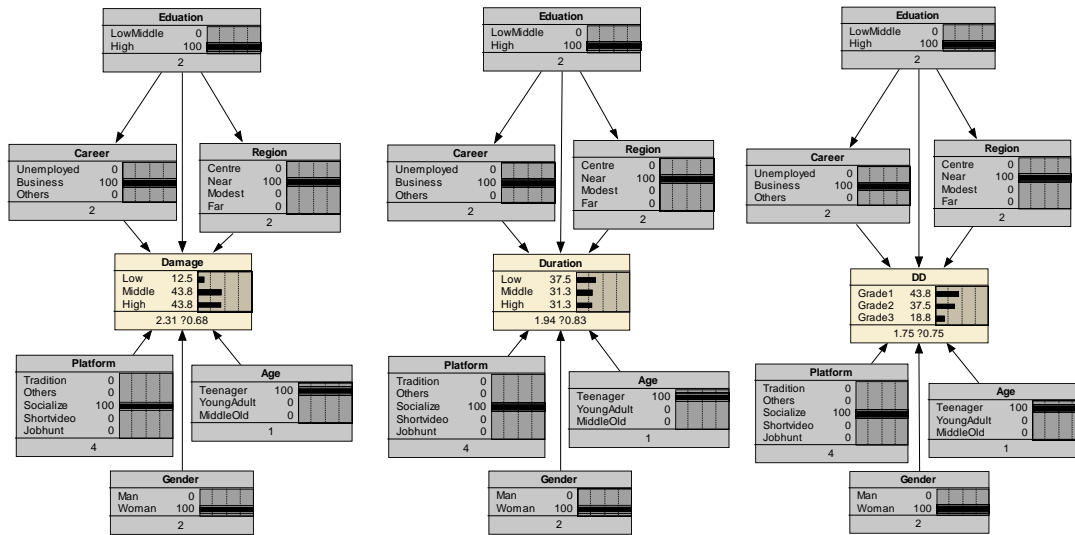 Eduation
LowMiddle 0
High 100
2
Career
Unemployed 0
Business 100
Others 0
2
Region
Centre 0
Near 100
Modest 0
Far 0
2
Damage
Low 12.5
Middle 43.8
High 43.8
2.31 ?0.68
Platform
Tradition 0
Others 0
Socialize 100
Shortvideo 0
Jobhunt 0
4
Age
Teenager 100
YoungAdult 0
MiddleOld 0
1
Gender
Man 0
Woman 100
2
Eduation
LowMiddle 0
High 100
2
Career
Unemployed 0
Business 100
Others 0
2
Region
Centre 0
Near 100
Modest 0
Far 0
2
Duration
Low 37.5
Middle 31.3
High 31.3
1.94 ?0.83
Platform
Tradition 0
Others 0
Socialize 100
Shortvideo 0
Jobhunt 0
4
Age
Teenager 100
YoungAdult 0
MiddleOld 0
1
Gender
Man 0
Woman 100
2
Eduation
LowMiddle 0
High 100
2
Career
Unemployed 0
Business 100
Others 0
2
Region
Centre 0
Near 100
Modest 0
Far 0
2
DD
Grade1 43.8
Grade2 37.5
Grade3 18.8
1.75 ?0.75
Platform
Tradition 0
Others 0
Socialize 100
Shortvideo 0
Jobhunt 0
4
Age
Teenager 100
YoungAdult 0
MiddleOld 0
1
Gender
Man 0
Woman 100
2